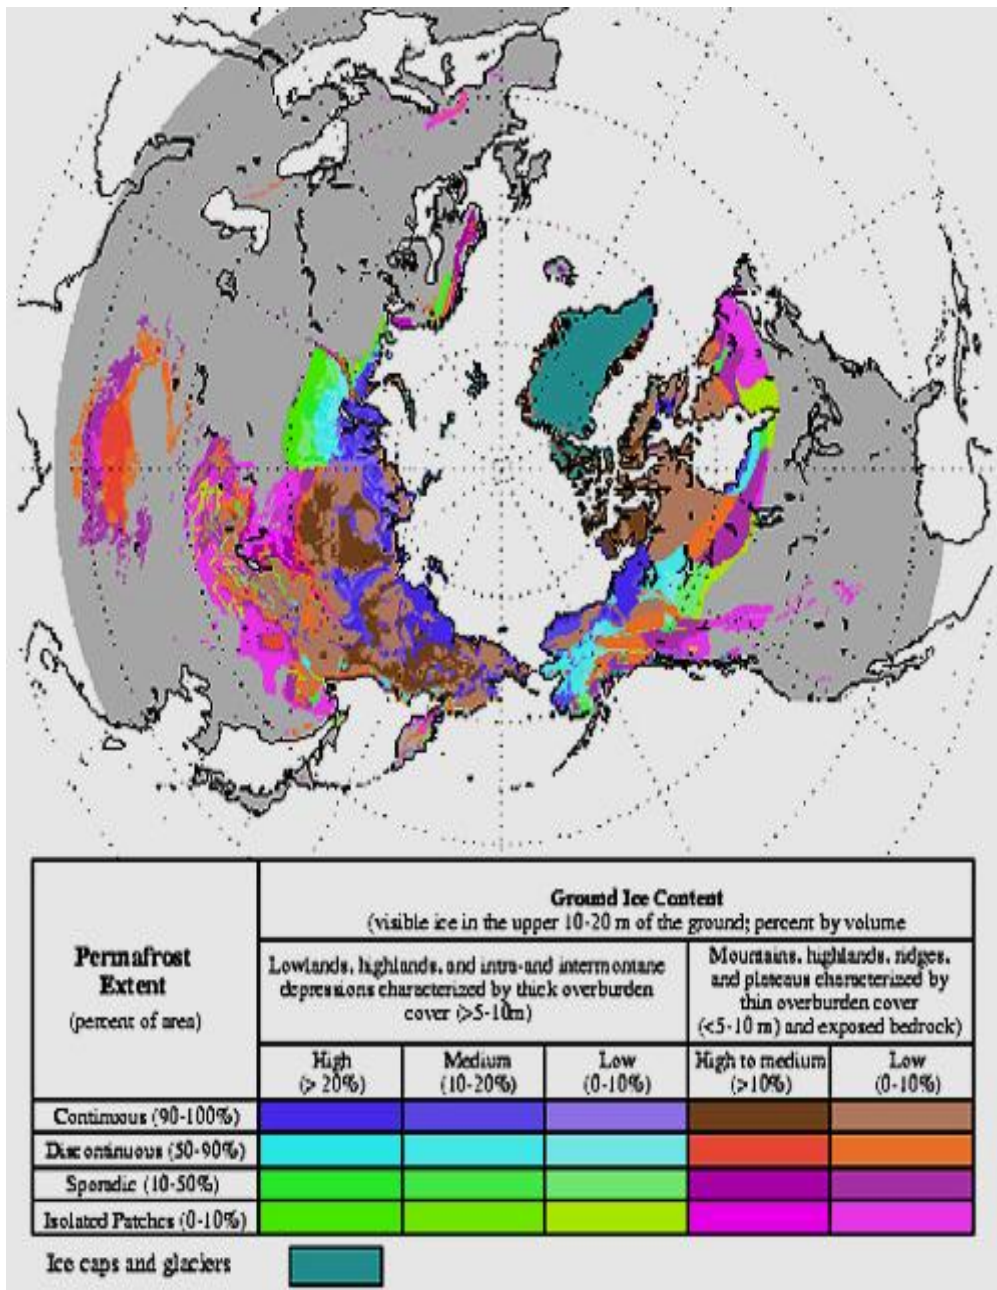 Permafrost
Extent
(percent of area)
Ground Ice Content
(visible ice in the upper 10-20 m of the ground; percent by volume
Lowlands, highlands, and intra-and intermontane
depressions characterized by thick overburden
cover (>5-10m)
Mountains, highlands, ridges,
and plateaus characterized by
thin overburden cover
(<5-10 m) and exposed bedrock)
High
(> 20%)
Medium
(10-20%)
Low
(0-10%)
High to medium
(>10%)
Low
(0-10%)
Continuous (90-100%)
Discontinuous (50-90%)
Sporadic (10-50%)
Isolated Patches (0-10%)
Ice caps and glaciers